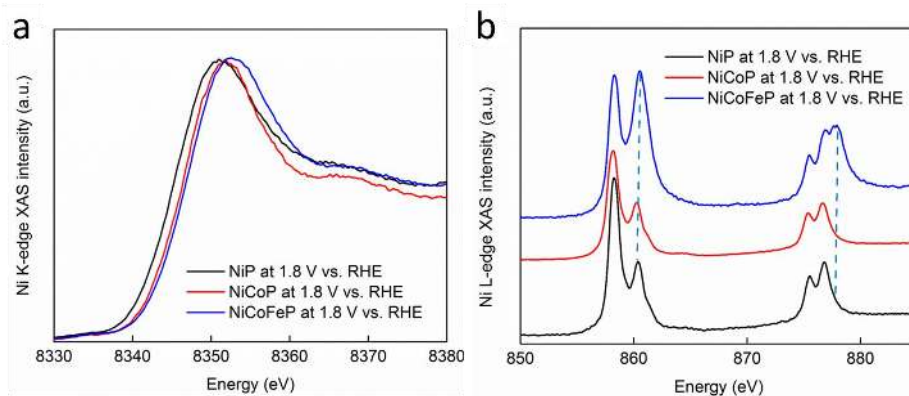 a
Ni K-edge XAS intensity (a.u.)
NiP at 1.8 V vs. RHE
NiCoP at 1.8 V vs. RHE
NiCoFeP at 1.8 V vs. RHE
8330 8340 8350 8360 8370 8380
Energy (eV)
b
Ni L-edge XAS intensity (a.u.)
NiP at 1.8 V vs. RHE
NiCoP at 1.8 V vs. RHE
NiCoFeP at 1.8 V vs. RHE
850 860 870 880
Energy (eV)